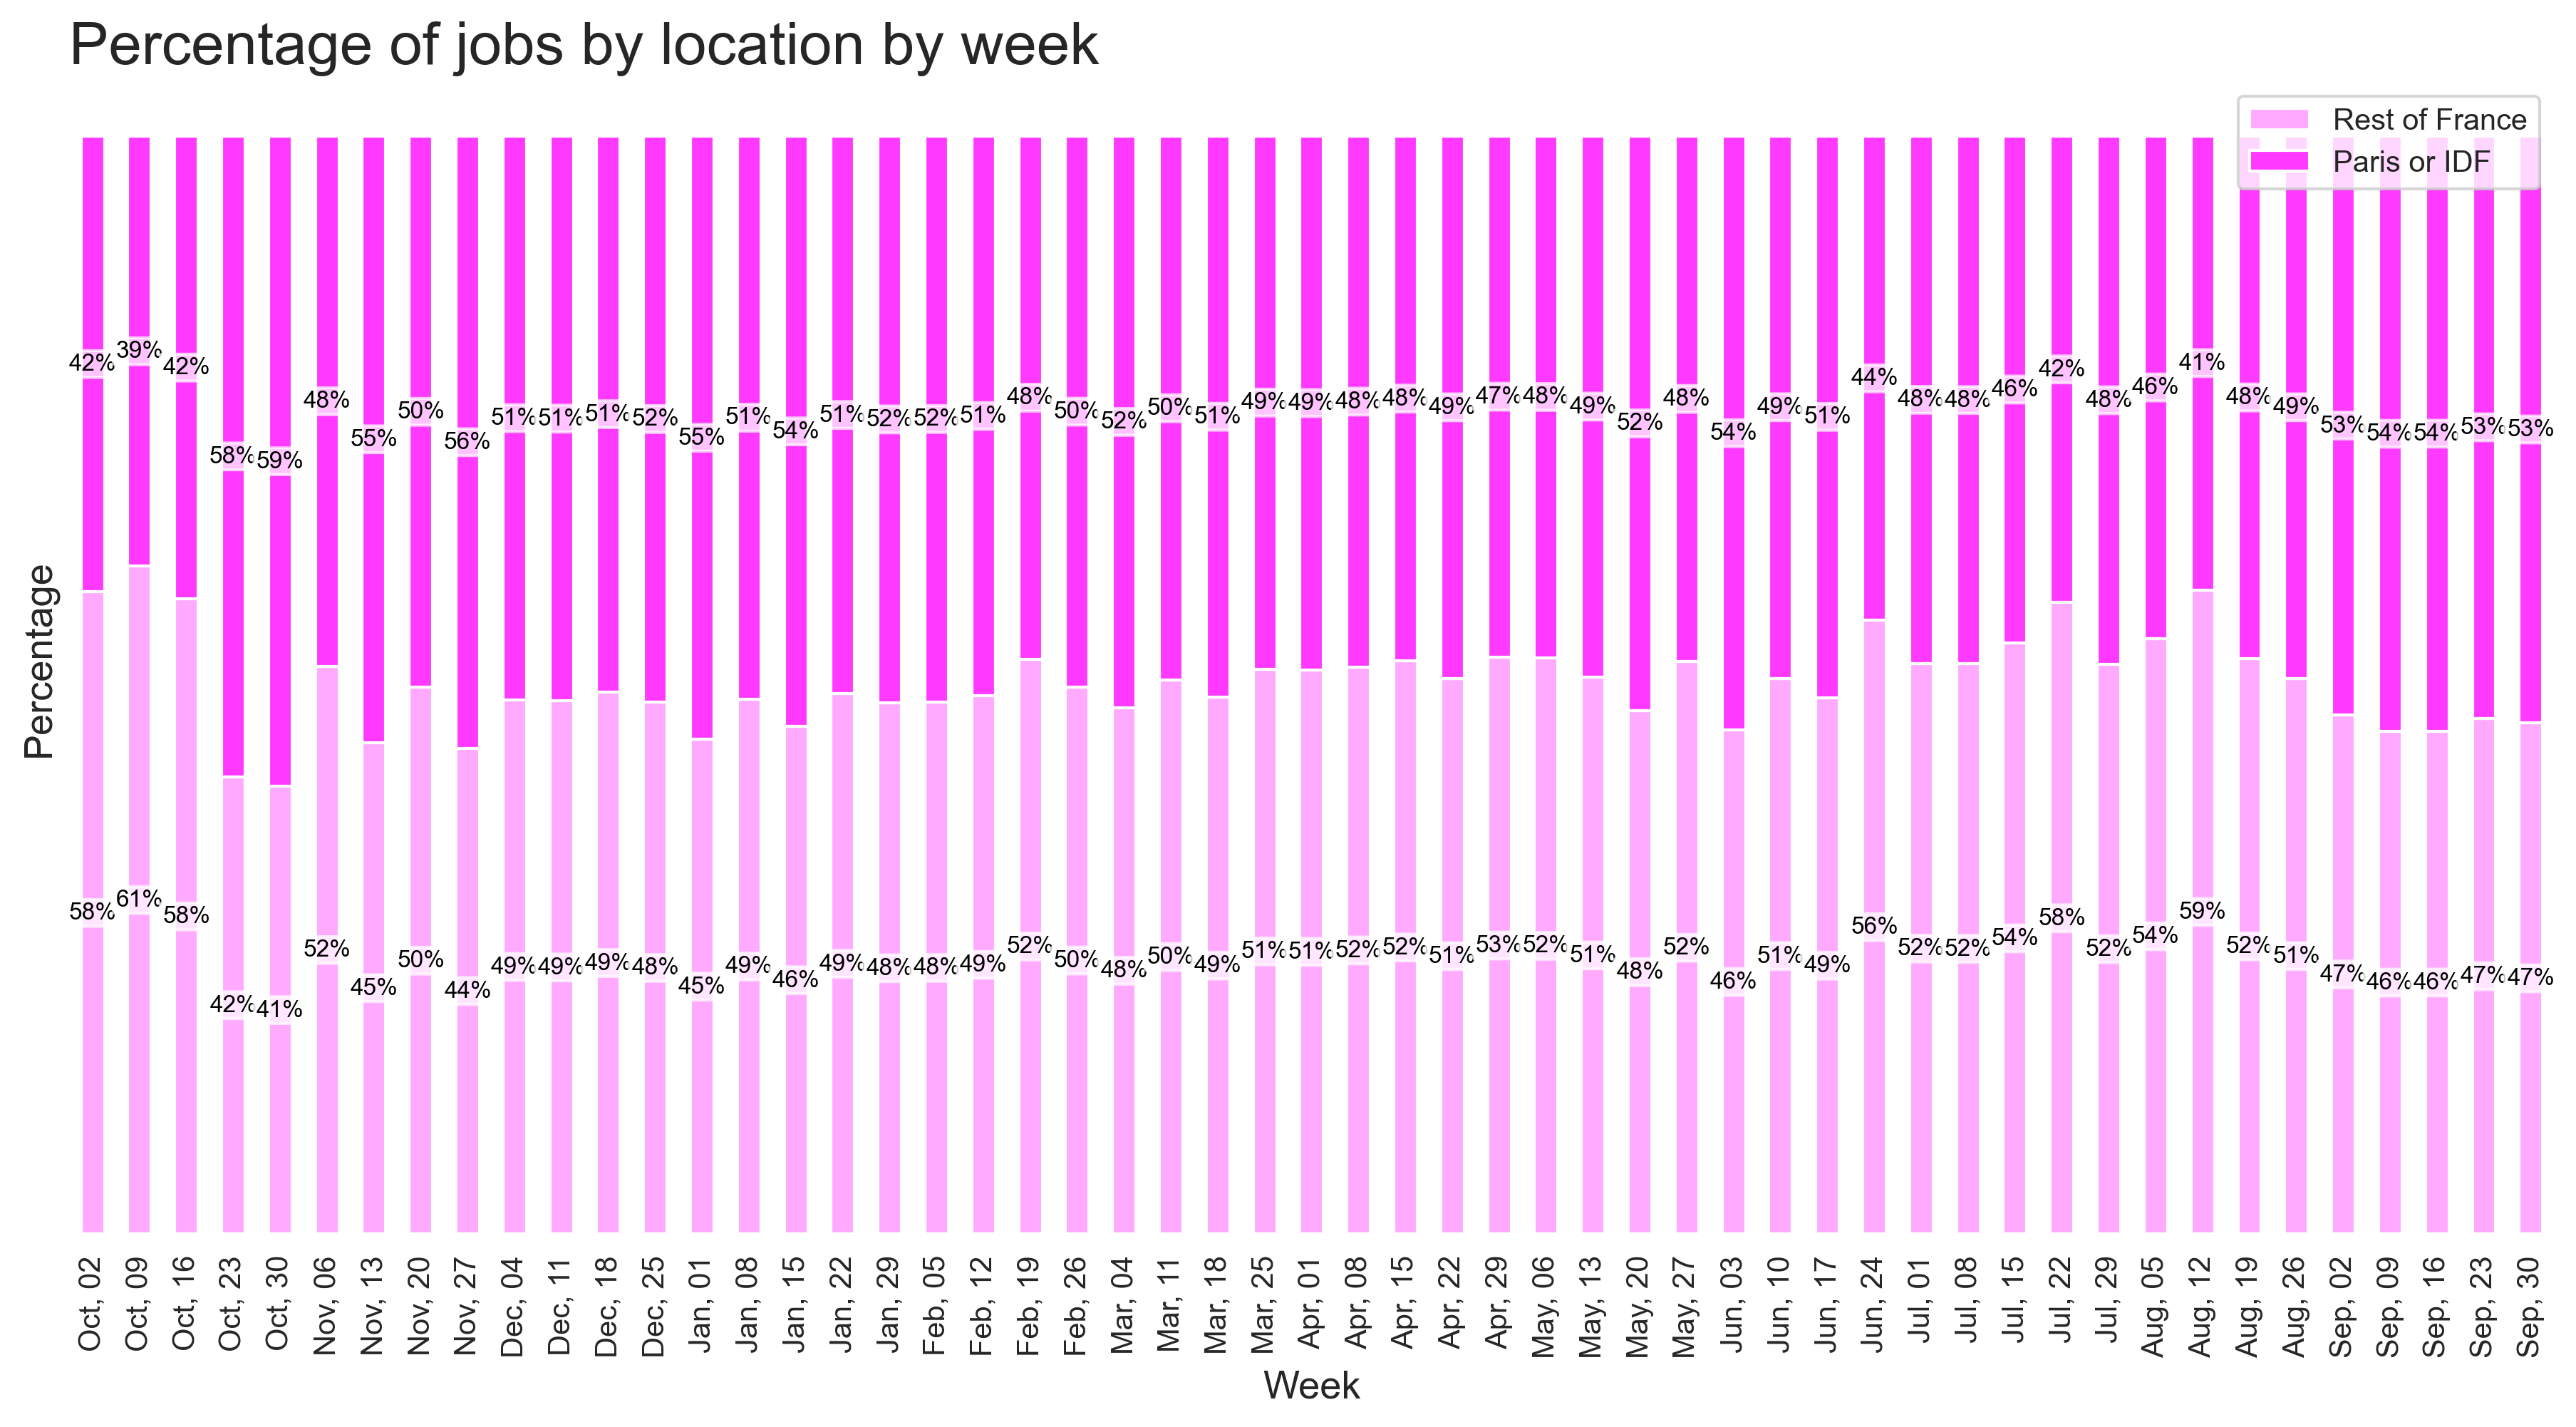 Percentage of jobs by location by week
Rest of France
Paris or IDF
Percentage
42% 39% 42% 58% 59% 48% 55% 50% 56% 51% 51% 51% 52% 55% 51% 54% 51% 52% 52% 51% 48% 50% 52% 50% 51% 49% 49% 48% 48% 49% 47% 48% 49% 52% 48% 54% 49% 51% 44% 48% 48% 46% 42% 48% 46% 41% 48% 49% 53% 54% 54% 53% 53%
58% 61% 58% 42% 41% 52% 45% 50% 44% 49% 49% 49% 48% 45% 49% 46% 49% 48% 48% 49% 52% 50% 48% 50% 49% 51% 51% 52% 52% 51% 53% 52% 51% 48% 52% 46% 51% 49% 56% 52% 52% 54% 58% 52% 54% 59% 52% 51% 47% 46% 46% 47% 47%
Oct, 02
Oct, 09
Oct, 16
Oct, 23
Oct, 30
Nov, 06
Nov, 13
Nov, 20
Nov, 27
Dec, 04
Dec, 11
Dec, 18
Dec, 25
Jan, 01
Jan, 08
Jan, 15
Jan, 22
Jan, 29
Feb, 05
Feb, 12
Feb, 19
Feb, 26
Mar, 04
Mar, 11
Mar, 18
Mar, 25
Apr, 01
Apr, 08
Apr, 15
Apr, 22
Apr, 29
May, 06
May, 13
May, 20
May, 27
Jun, 03
Jun, 10
Jun, 17
Jun, 24
Jul, 01
Jul, 08
Jul, 15
Jul, 22
Jul, 29
Aug, 05
Aug, 12
Aug, 19
Aug, 26
Sep, 02
Sep, 09
Sep, 16
Sep, 23
Sep, 30
Week